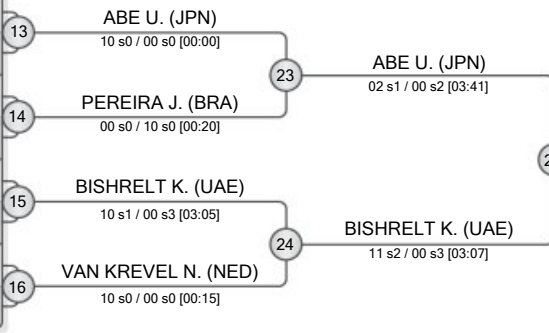 13
ABE U. (JPN)
10 s0 / 00 s0 [00:00]
23
ABE U. (JPN)
02 s1 / 00 s2 [03:41]
14
PEREIRA J. (BRA)
00 s0 / 10 s0 [00:20]
15
BISHRELT K. (UAE)
10 s1 / 00 s3 [03:05]
24
BISHRELT K. (UAE)
11 s2 / 00 s3 [03:07]
16
VAN KREVEL N. (NED)
10 s0 / 00 s0 [00:15]